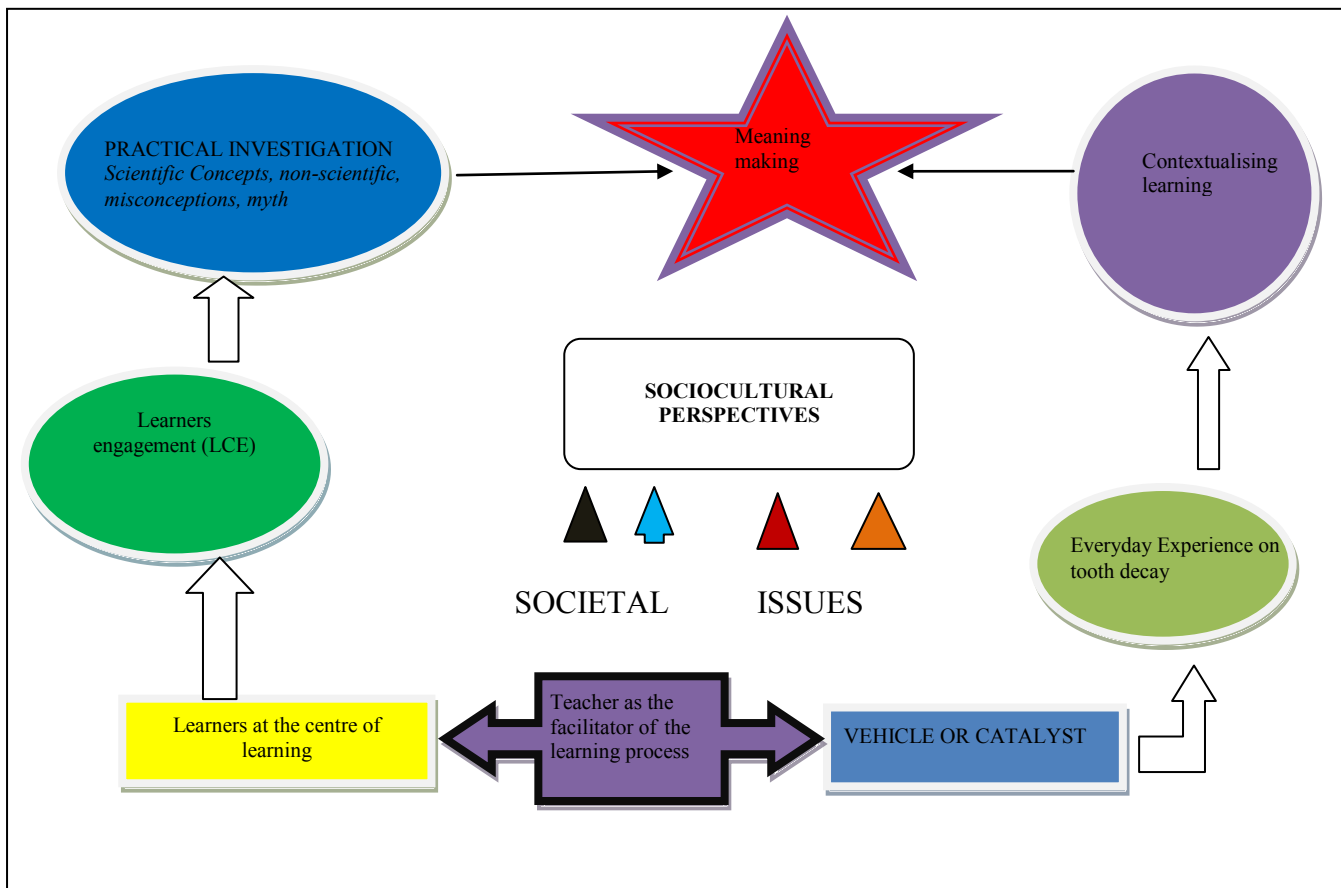 PRACTICAL INVESTIGATION
Scientific Concepts, non-scientific,
misconceptions, myth
Meaning
making
Contextualising
learning
SOCIOCULTURAL
PERSPECTIVES
Learners
engagement (LCE)
Everyday Experience on
tooth decay
SOCIETAL ISSUES
Learners at the centre of
learning
Teacher as the
facilitator of the
learning process
VEHICLE OR CATALYST